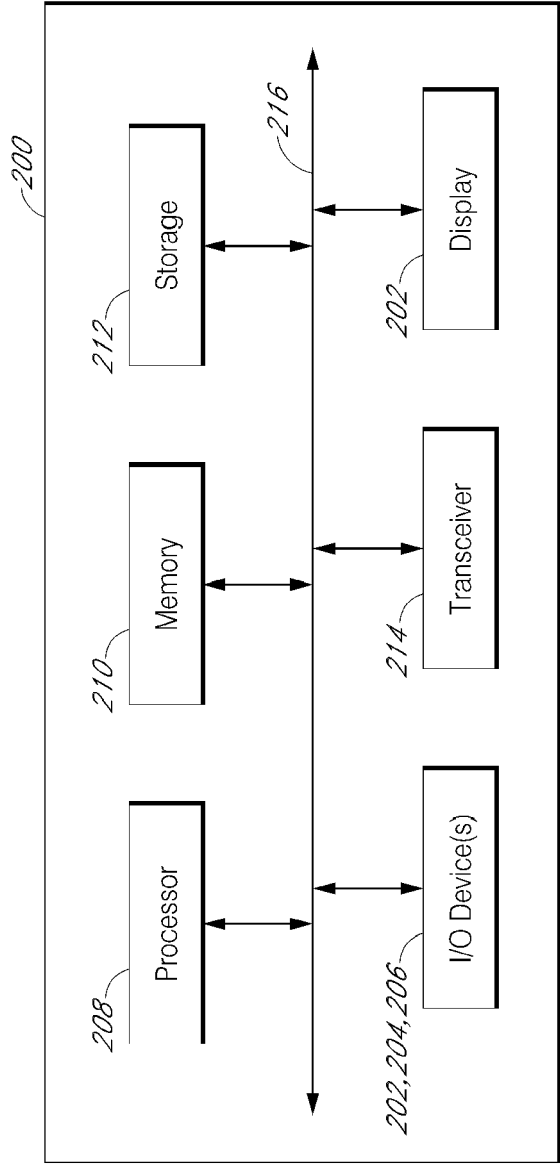 200
208
Processor
210
Memory
212
Storage
216
202,204,206
I/O Device(s)
214
Transceiver
202
Display